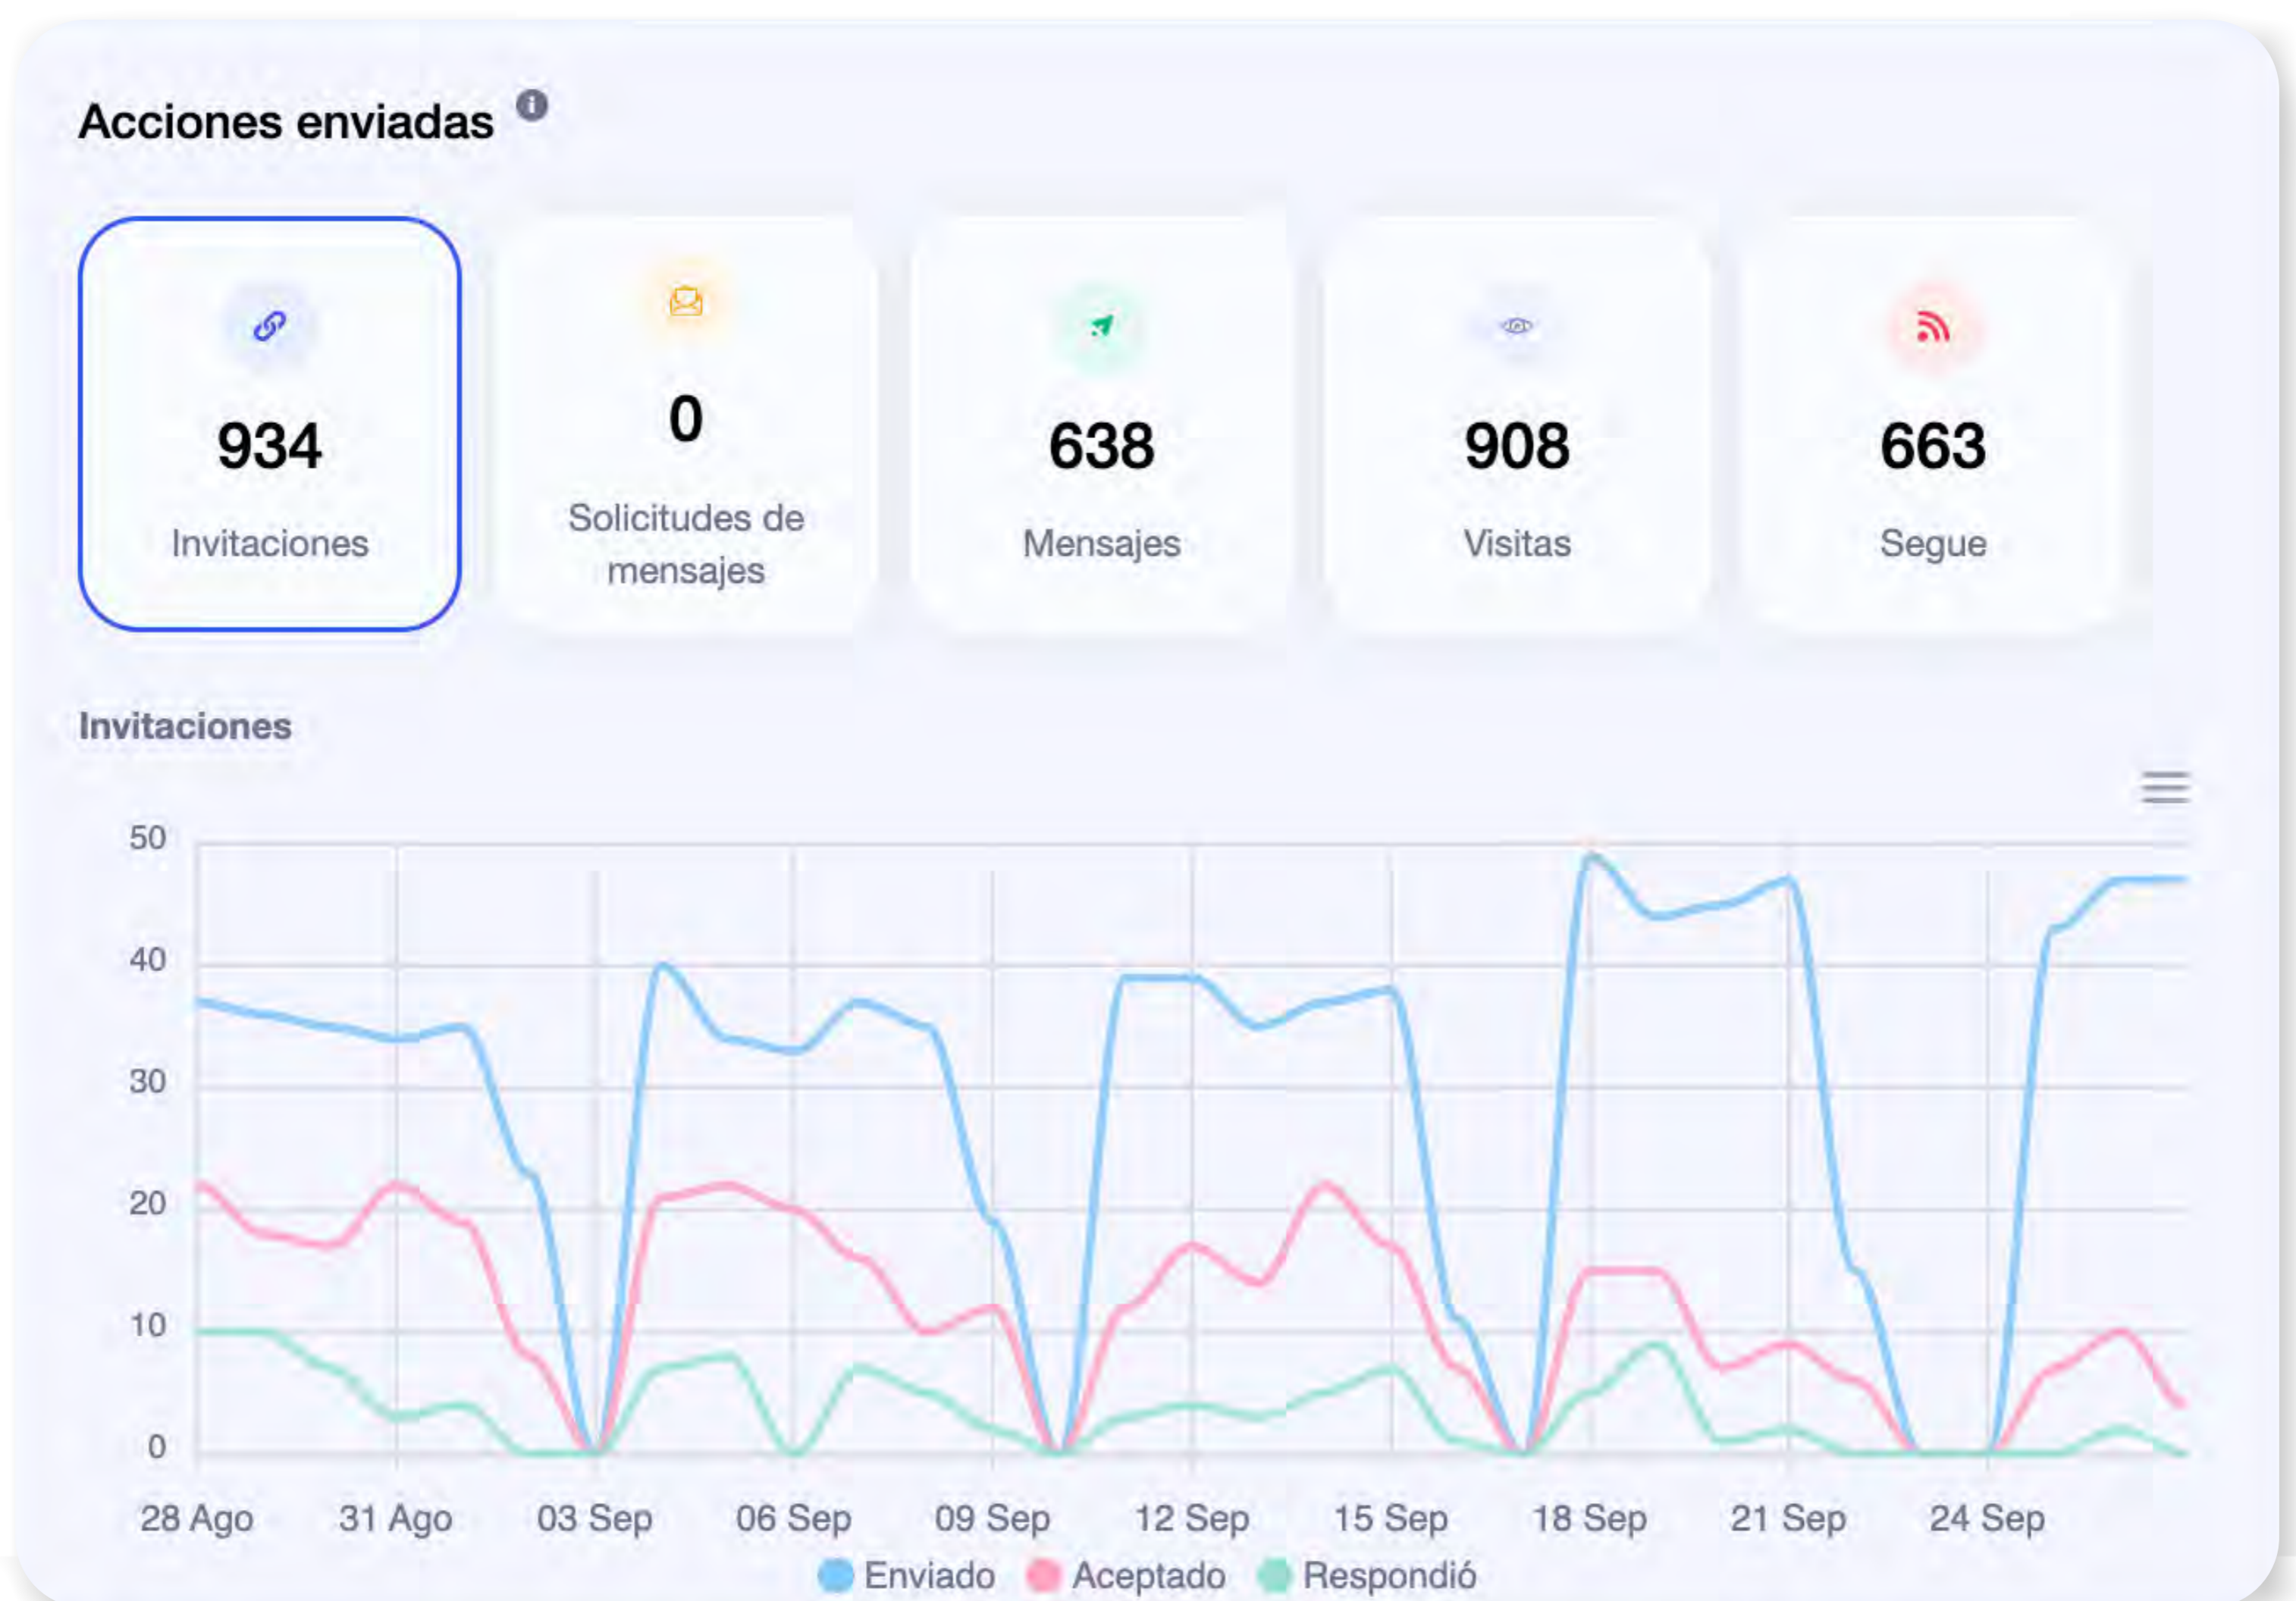 Acciones enviadas
934
Invitaciones
0
Solicitudes de
mensajes
638
Mensajes
908
Visitas
663
Segue
Invitaciones
50
40
30
20
10
0
28 Ago 31 Ago 03 Sep 06 Sep 09 Sep 12 Sep 15 Sep 18 Sep 21 Sep 24 Sep
Enviado Aceptado Respondió